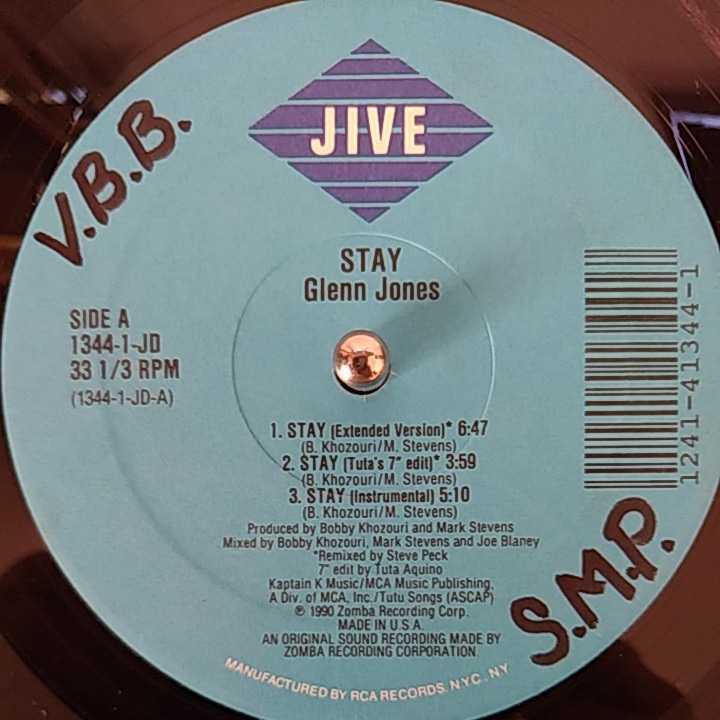 JIVE
V.B.B.
STAY
Glenn Jones
SIDE A
1344-1-JD
33 1/3 RPM
(1344-1-JD-A)
1241-41344-1
1. STAY (Extended Version)* 6:47
(B. Khozouri/M. Stevens)
2. STAY (Tuta's 7" edit)* 3:59
(B. Khozouri/M. Stevens)
3. STAY (Instrumental) 5:10
(B. Khozouri/M. Stevens)
Produced by Bobby Khozouri and Mark Stevens
Mixed by Bobby Khozouri, Mark Stevens and Joe Blaney
*Remixed by Steve Peck
7" edit by Tuta Aquino
Kaptain K Music/MCA Music Publishing,
A Div. of MCA, Inc./Tutu Songs (ASCAP)
℗ 1990 Zomba Recording Corp.
MADE IN U.S.A.
AN ORIGINAL SOUND RECORDING MADE BY
ZOMBA RECORDING CORPORATION.
S.M.P.
MANUFACTURED BY RCA RECORDS, N.Y.C., N.Y.